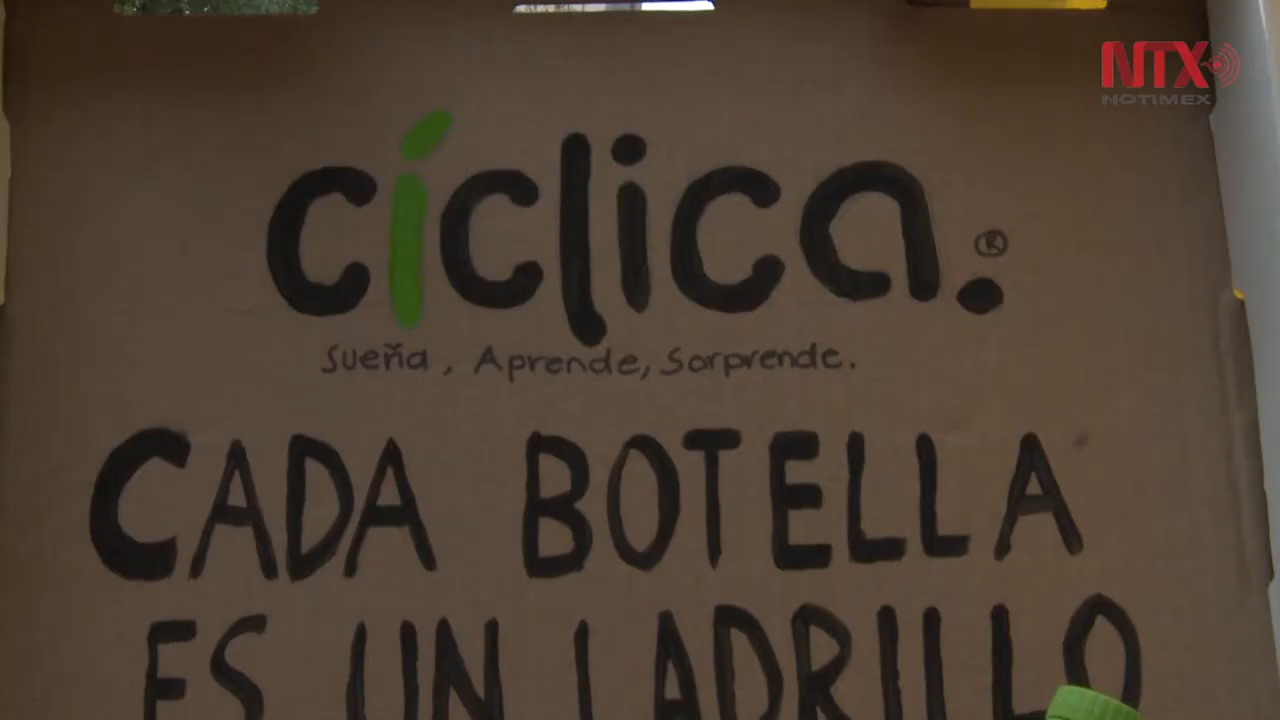 NTX
NOTIMEX
cíclica.®
Sueña, Aprende, Sorprende.
CADA BOTELLA
ES UN LADRILLO